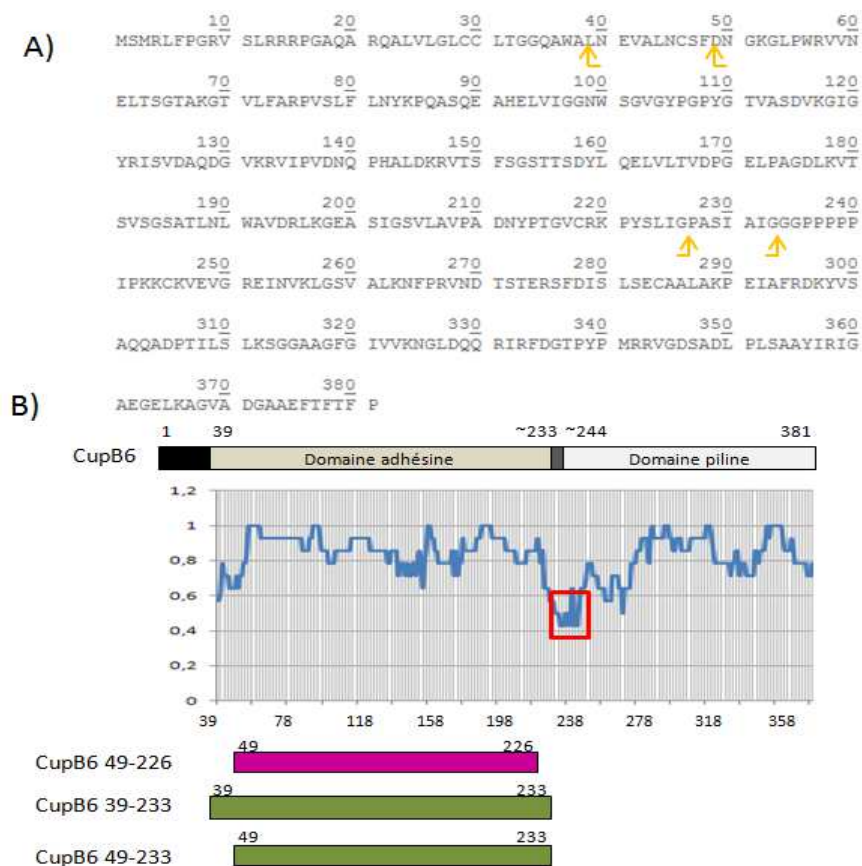 A)
10 20 30 40 50 60
MSMRLFPGRV SLRRRPGAQA RQALVLGLCC LTGGQAWALN EVALNCSFDN GKGLPWRVVN
70 80 90 100 110 120
ELTSGTAKGT VLFARPVSLF LNYKPQASQE AHELVIGGNW SGVGYPGPYG TVASDVKGIG
130 140 150 160 170 180
YRISVDAQDG VKRVIPVDNQ PHALDKRVTS FSGSTTSDYL QELVLTVDPG ELPAGDLKVT
190 200 210 220 230 240
SVSGSATLNL WAVDRLKGEA SIGSVLAVPA DNYPTGVCRK PYSLIGPASI AIGGGPPPPP
250 260 270 280 290 300
IPKKCKVEVG REINVKLGSV ALKNFPRVND TSTERSFDIS LSECAALAKP EIAFRDKYVS
310 320 330 340 350 360
AQQADPTILS LKSGGAAGFG IVVKNGLDQQ RIRFDGTPYP MRRVGDSADL PLSAAYIRIG
370 380
AEGELKAGVA DGAAEFTFTF P
B)
1 39 ~233 ~244 381
CupB6 Domaine adhésine Domaine piline
1,2
1
0,8
0,6
0,4
0,2
0
39 78 118 158 198 238 278 318 358
CupB6 49-226 49 226
CupB6 39-233 39 233
CupB6 49-233 49 233